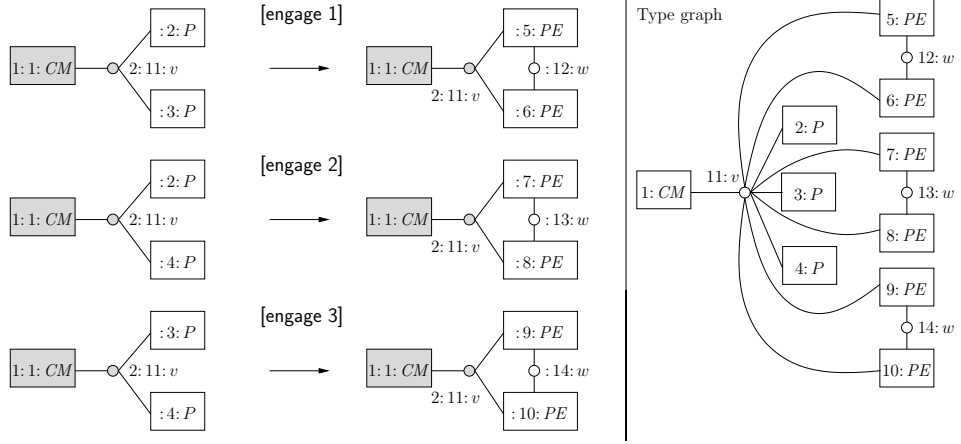 [engage 1]
: 2: P
1: 1: CM
2: 11: v
: 3: P
: 5: PE
1: 1: CM
: 12: w
2: 11: v
: 6: PE
[engage 2]
: 2: P
1: 1: CM
2: 11: v
: 4: P
: 7: PE
1: 1: CM
: 13: w
2: 11: v
: 8: PE
[engage 3]
: 3: P
1: 1: CM
2: 11: v
: 4: P
: 9: PE
1: 1: CM
: 14: w
2: 11: v
: 10: PE
Type graph
5: PE
12: w
6: PE
2: P
7: PE
11: v
1: CM
3: P
13: w
8: PE
4: P
9: PE
14: w
10: PE